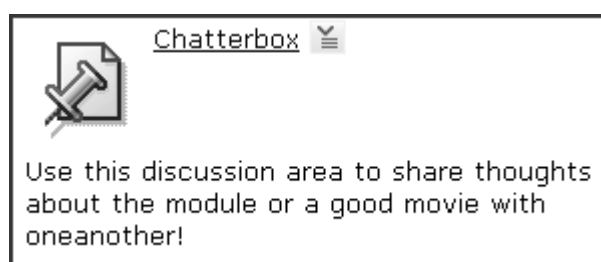 Chatterbox
Use this discussion area to share thoughts
about the module or a good movie with
oneanother!